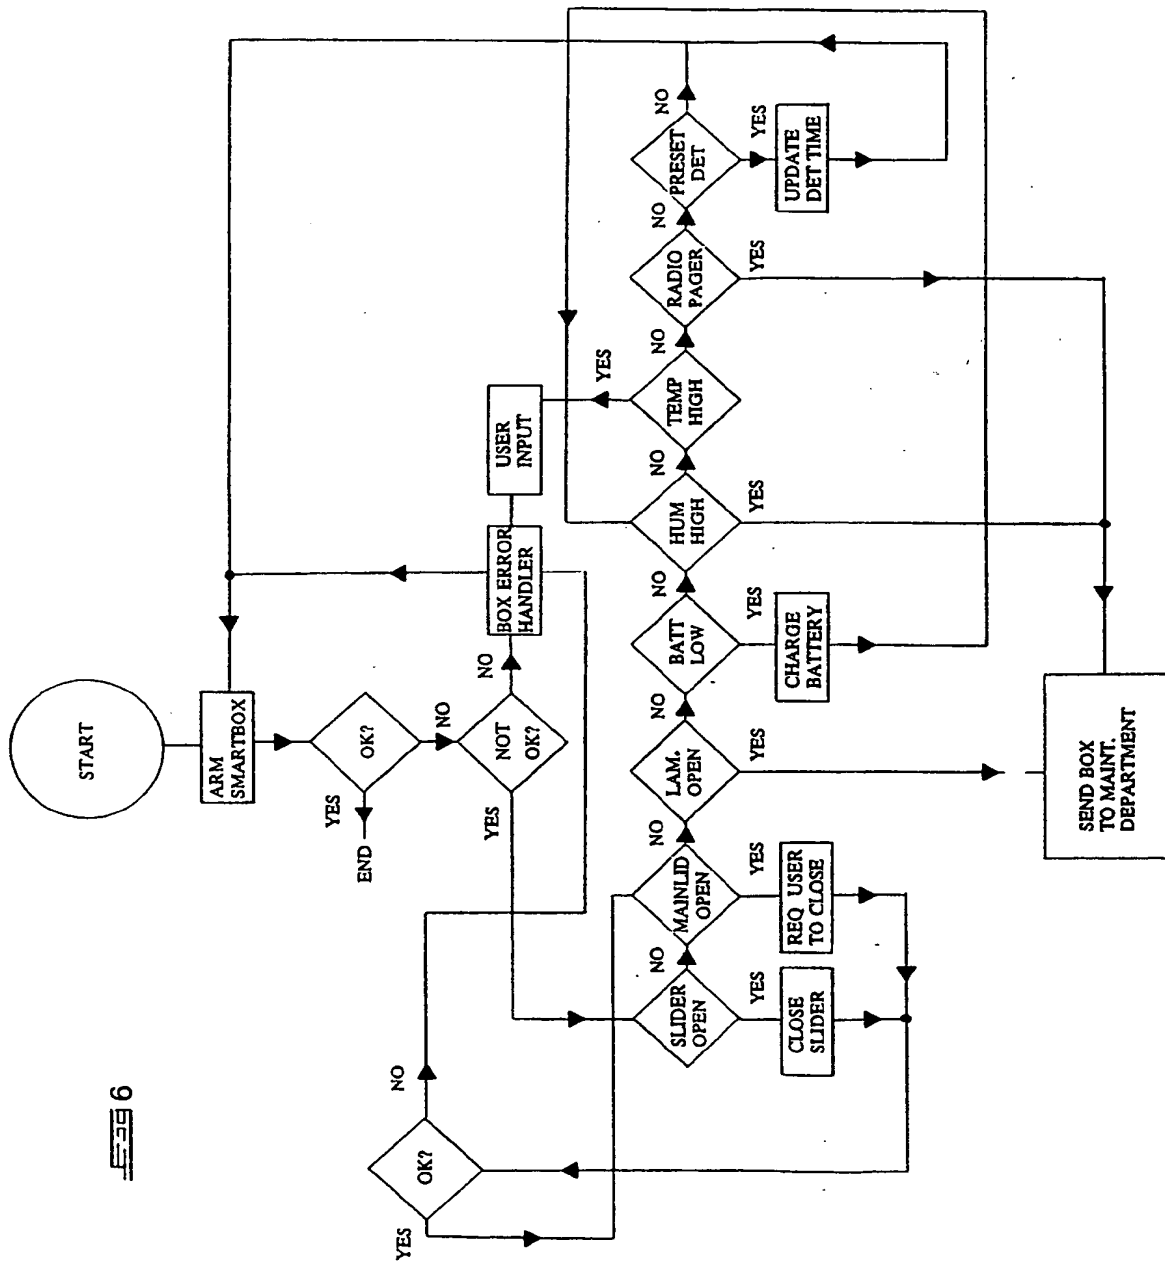 Fig 6
START
ARM
SMARTBOX
OK?
YES
END
NO
NOT
OK?
YES
NO
BOX ERROR
HANDLER
USER
INPUT
OK?
YES
NO
SLIDER
OPEN
NO
YES
CLOSE
SLIDER
MAINLID
OPEN
NO
YES
REQ USER
TO CLOSE
LAM.
OPEN
NO
YES
BATT
LOW
NO
YES
CHARGE
BATTERY
HUM
HIGH
NO
YES
TEMP
HIGH
YES
NO
RADIO
PAGER
NO
YES
PRESET
DET
NO
YES
UPDATE
DET TIME
SEND BOX
TO MAINT.
DEPARTMENT